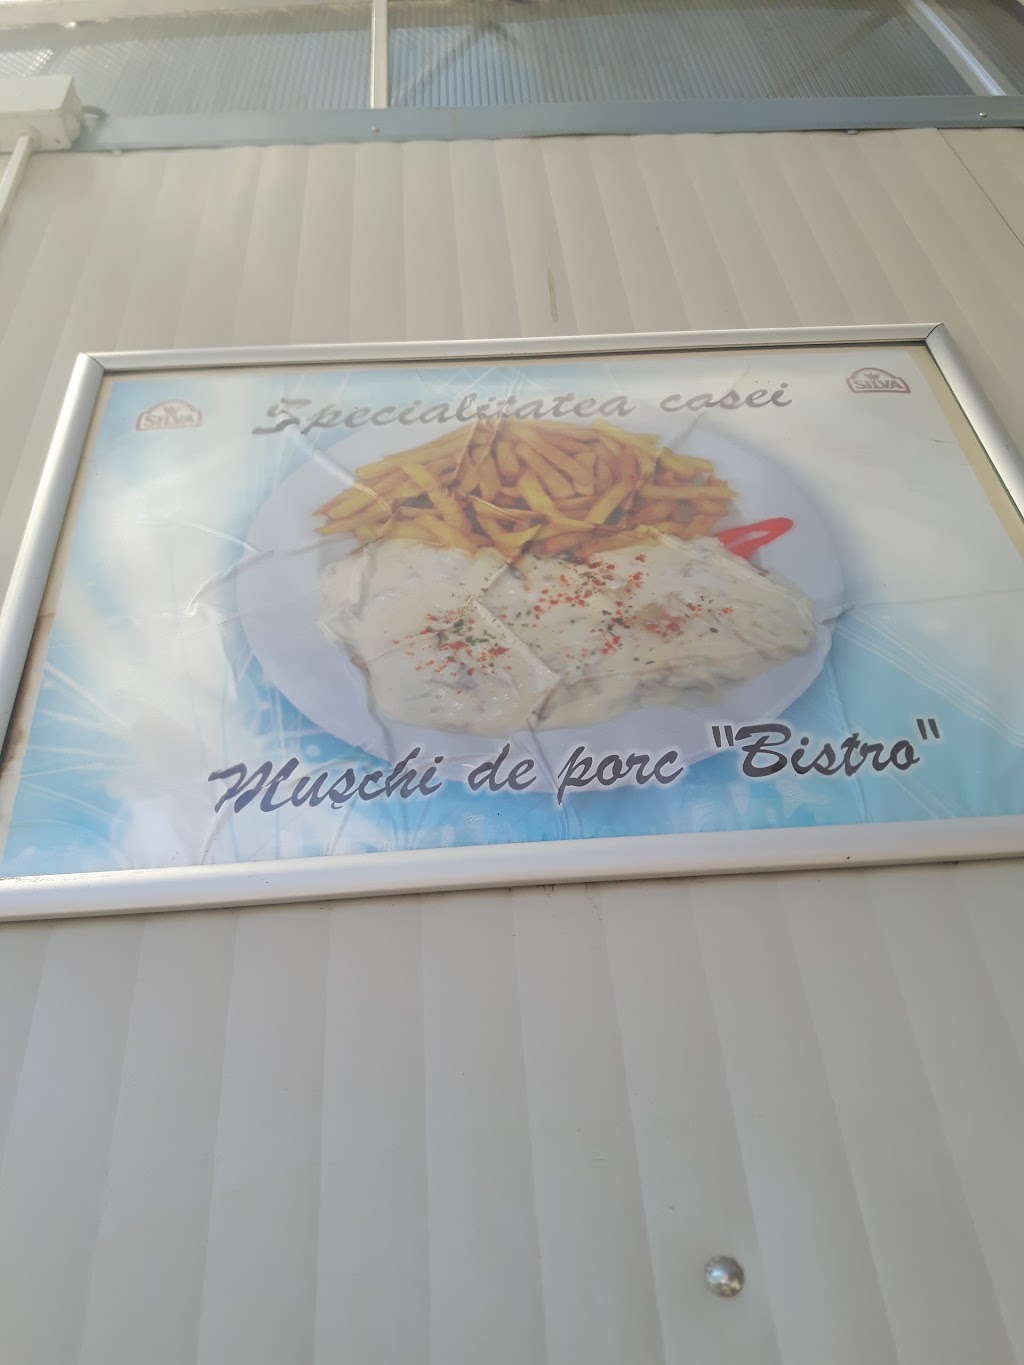 Specialitatea casei
SILVA
SILVA
Mușchi de porc "Bistro"